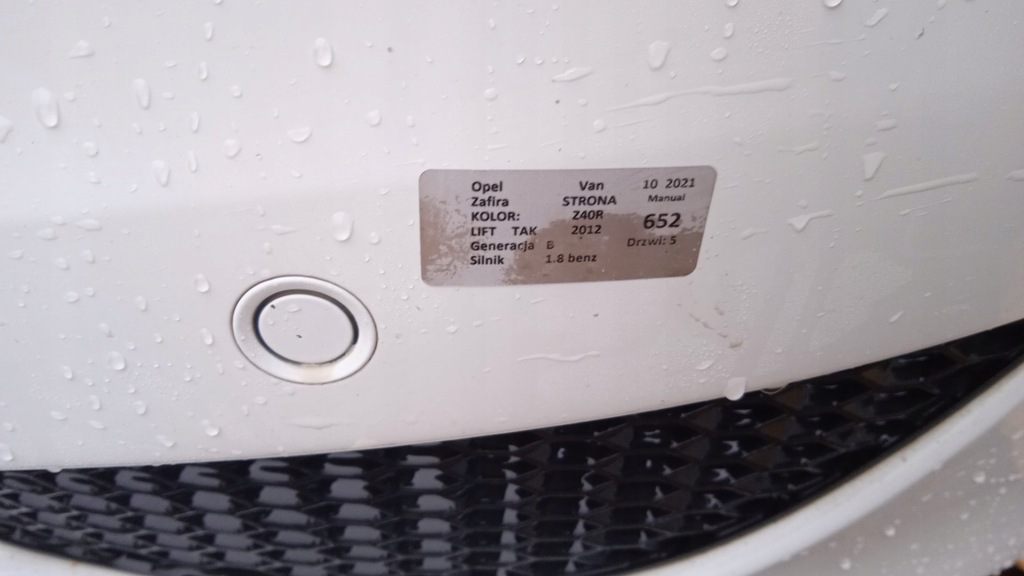 Opel Van 10 2021
Zafira STRONA Manual
KOLOR: Z40R 652
LIFT TAK 2012
Generacja B Drzwi: 5
Silnik 1.8 benz